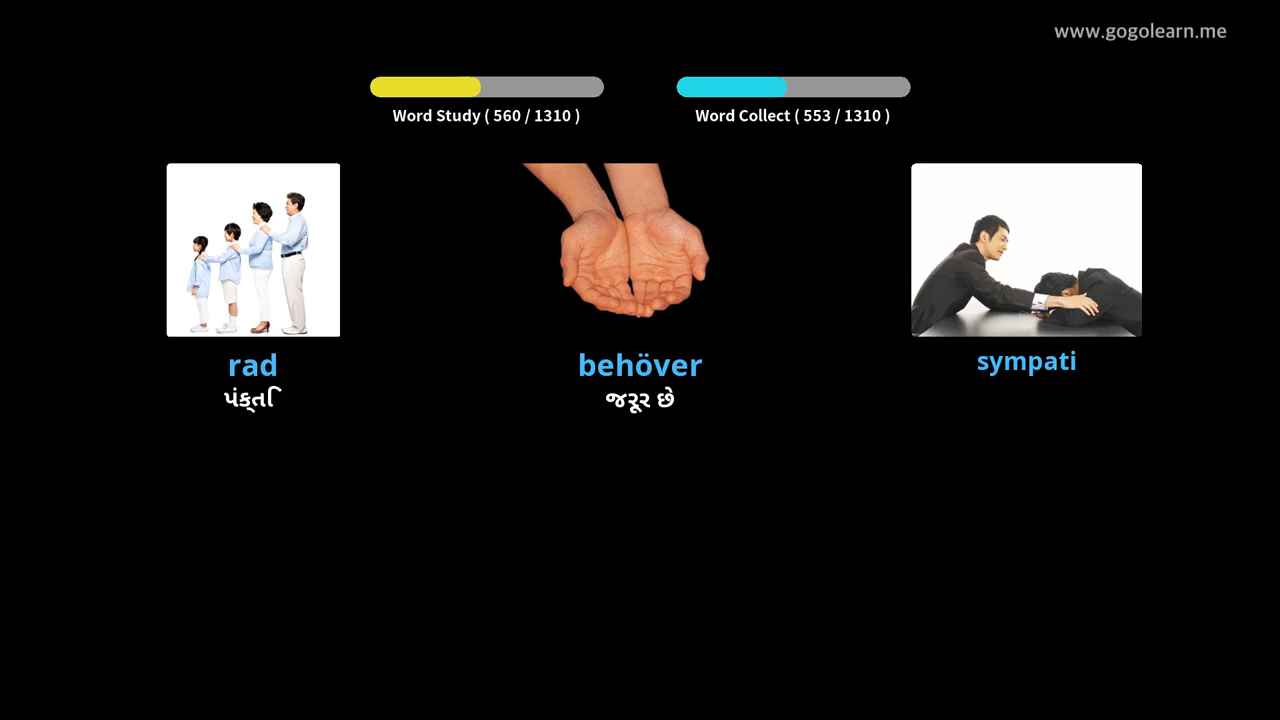 www.gogolearn.me
Word Study ( 560 / 1310 )
Word Collect ( 553 / 1310 )
rad
પંક્તિ
behöver
જરૂર છે
sympati